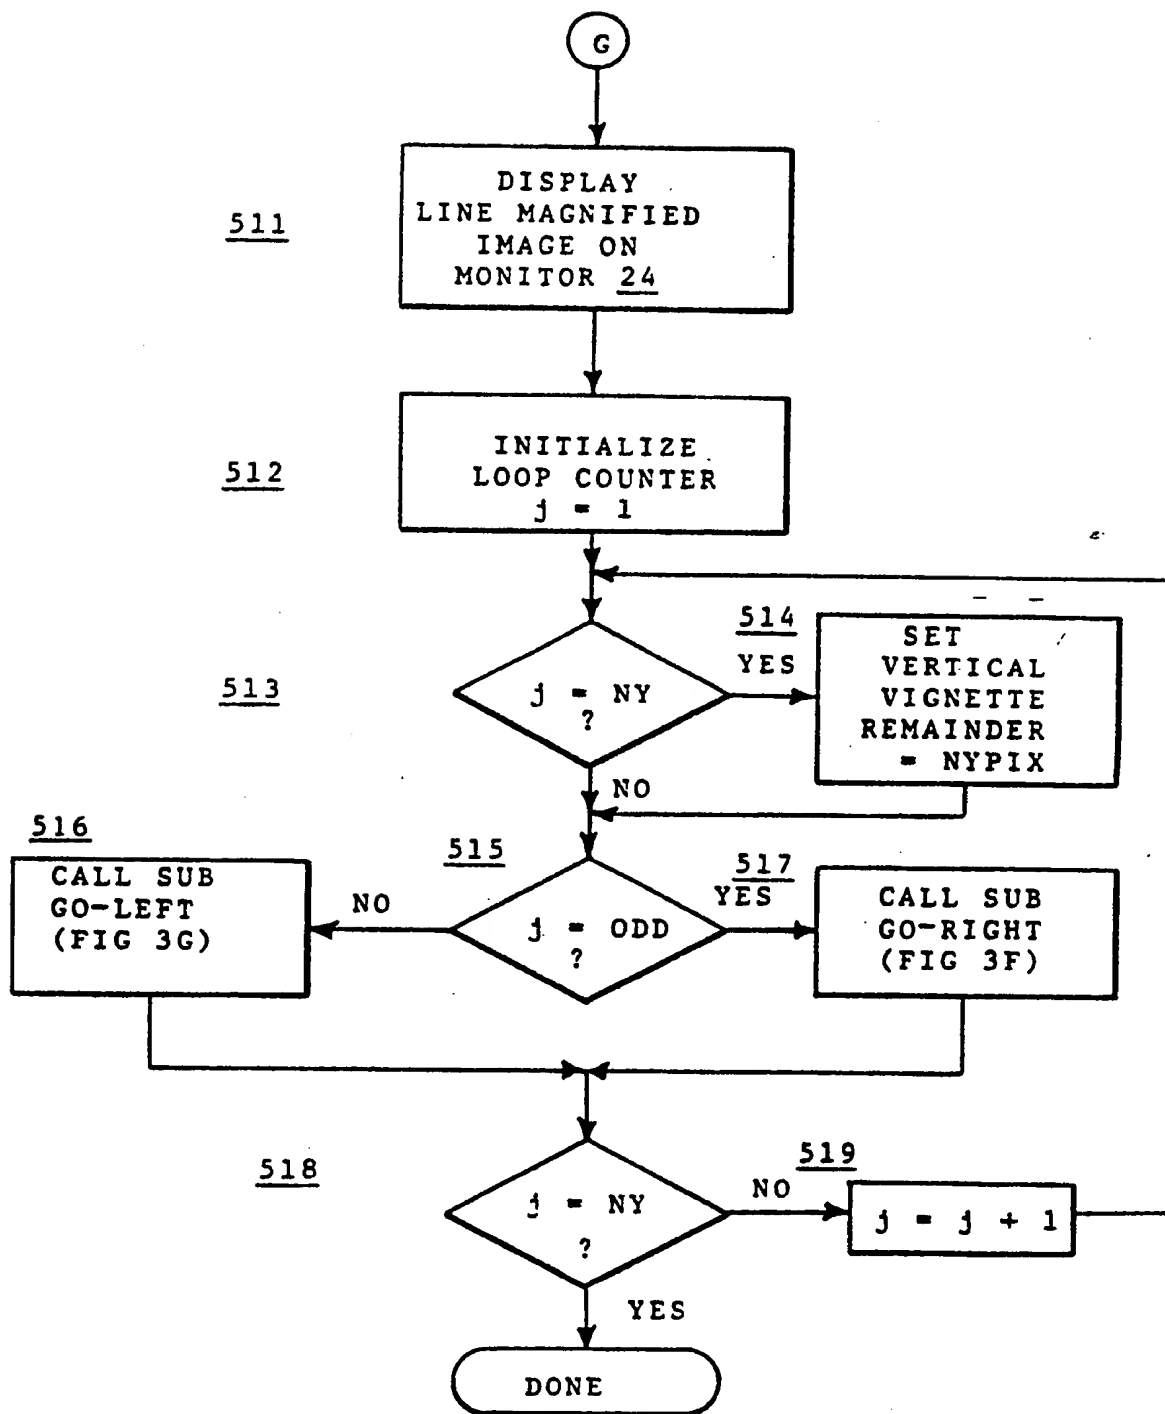 G
511
DISPLAY
LINE MAGNIFIED
IMAGE ON
MONITOR 24
512
INITIALIZE
LOOP COUNTER
j = 1
513
j = NY
?
514
YES
SET
VERTICAL
VIGNETTE
REMAINDER
= NYPIX
NO
516
CALL SUB
GO-LEFT
(FIG 3G)
NO
515
j = ODD
?
517
YES
CALL SUB
GO-RIGHT
(FIG 3F)
518
j = NY
?
NO
519
j = j + 1
YES
DONE